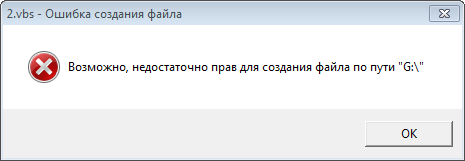 2.vbs - Ошибка создания файла
Возможно, недостаточно прав для создания файла по пути "G:\"
OK